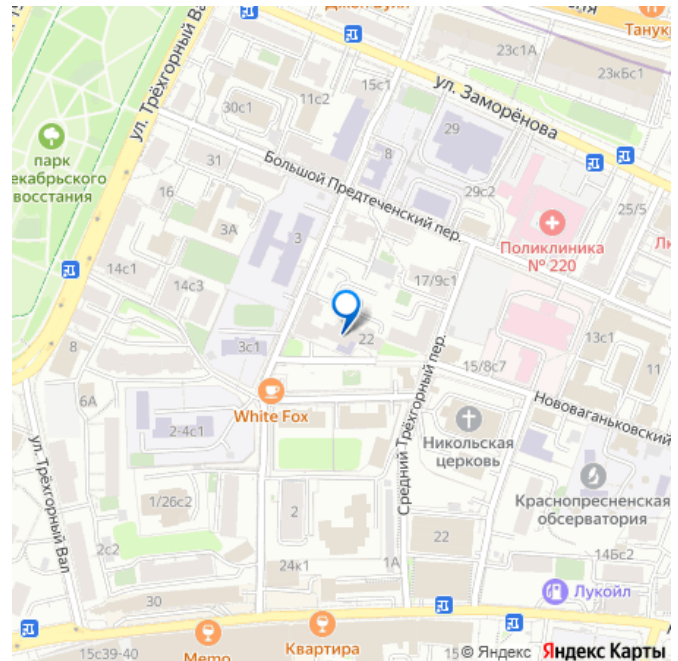 Тануки
23с1А
23кБс1
15с1
11с2
30с1
ул. Трёхгорный Вал
ул. Заморёнова
29
8
парк
екабрьского
восстания
31
Большой Предтеченский пер.
16
29с2
25/5
3А
3
Поликлиника
№ 220
14с1
14с3
17/9с1
22
13с1
11
8
3с1
15/8с7
6А
White Fox
Нововаганьковский
2-4с1
Никольская
церковь
Средний Трёхгорный пер.
ул. Трёхгорный Вал
Краснопресненская
обсерватория
1/26с2
2
22
2с2
24к1
1А
14Бс2
Лукойл
30
15с39-40
Memo
Квартира
© Яндекс Яндекс Карты